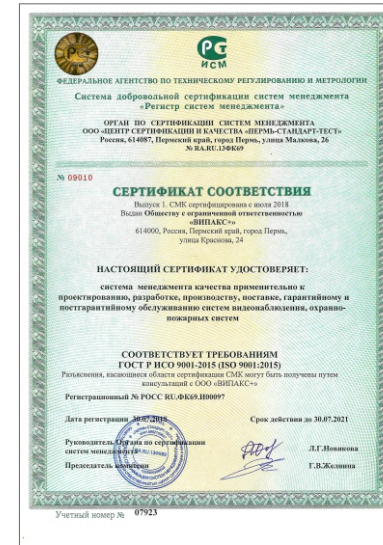 РС
ИСМ
ФЕДЕРАЛЬНОЕ АГЕНТСТВО ПО ТЕХНИЧЕСКОМУ РЕГУЛИРОВАНИЮ И МЕТРОЛОГИИ
Система добровольной сертификации систем менеджмента
«Регистр систем менеджмента»
ОРГАН ПО СЕРТИФИКАЦИИ СИСТЕМ МЕНЕДЖМЕНТА
ООО «ЦЕНТР СЕРТИФИКАЦИИ И КАЧЕСТВА «ПЕРМЬ-СТАНДАРТ-ТЕСТ»
Россия, 614087, Пермский край, город Пермь, улица Малкова, 26
№ RA.RU.13ФК69
№ 09010
СЕРТИФИКАТ СООТВЕТСТВИЯ
Выпуск 1. СМК сертифицирована с июля 2018
Выдан Обществу с ограниченной ответственностью
«ВИПАКС+»
614000, Россия, Пермский край, город Пермь,
улица Краснова, 24
НАСТОЯЩИЙ СЕРТИФИКАТ УДОСТОВЕРЯЕТ:
система менеджмента качества применительно к
проектированию, разработке, производству, поставке, гарантийному и
постгарантийному обслуживанию систем видеонаблюдения, охранно-
пожарных систем
СООТВЕТСТВУЕТ ТРЕБОВАНИЯМ
ГОСТ Р ИСО 9001-2015 (ISO 9001:2015)
Разъяснения, касающиеся области сертификации СМК могут быть получены путем
консультаций с ООО «ВИПАКС+»
Регистрационный № РОСС RU.ФК69.И00097
Дата регистрации 30.07.2018 Срок действия до 30.07.2021
Руководитель Органа по сертификации
систем менеджмента Л.Г.Новикова
Председатель комиссии Г.В.Желнина
Учетный номер № 07923